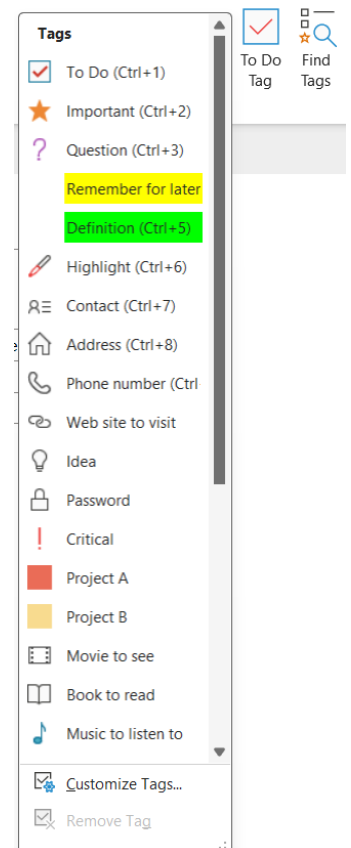 Tags
To Do (Ctrl+1)
Important (Ctrl+2)
Question (Ctrl+3)
Remember for later
Definition (Ctrl+5)
Highlight (Ctrl+6)
Contact (Ctrl+7)
Address (Ctrl+8)
Phone number (Ctrl
Web site to visit
Idea
Password
Critical
Project A
Project B
Movie to see
Book to read
Music to listen to
Customize Tags...
Remove Tag
To Do
Tag
Find
Tags